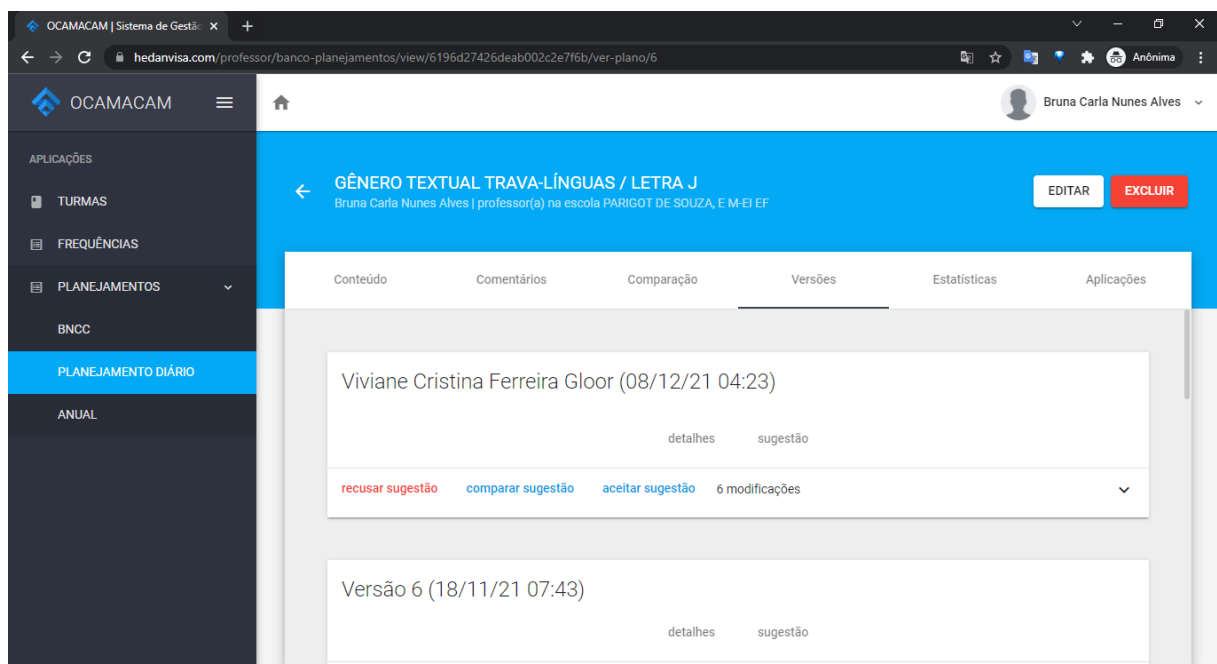 OCAMACAM | Sistema de Gestão
hedanvisa.com/professor/banco-planejamentos/view/6196d27426deab002c2e7f6b/ver-plano/6
Anônima
OCAMACAM
Bruna Carla Nunes Alves
APLICAÇÕES
TURMAS
FREQUÊNCIAS
PLANEJAMENTOS
BNCC
PLANEJAMENTO DIÁRIO
ANUAL
GÊNERO TEXTUAL TRAVA-LÍNGUAS / LETRA J
Bruna Carla Nunes Alves | professor(a) na escola PARIGOT DE SOUZA, E M-EI EF
EDITAR EXCLUIR
Conteúdo Comentários Comparação Versões Estatísticas Aplicações
Viviane Cristina Ferreira Gloor (08/12/21 04:23)
detalhes sugestão
recusar sugestão comparar sugestão aceitar sugestão 6 modificações
Versão 6 (18/11/21 07:43)
detalhes sugestão